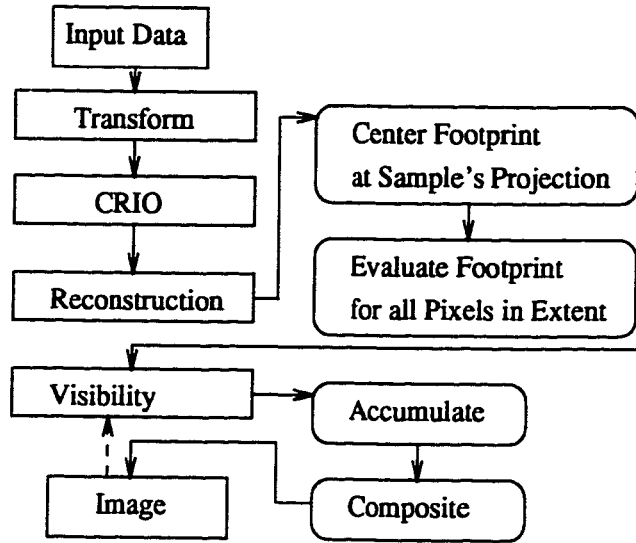 Input Data
Transform
CRIO
Reconstruction
Center Footprint
at Sample's Projection
Evaluate Footprint
for all Pixels in Extent
Visibility
Accumulate
Image
Composite